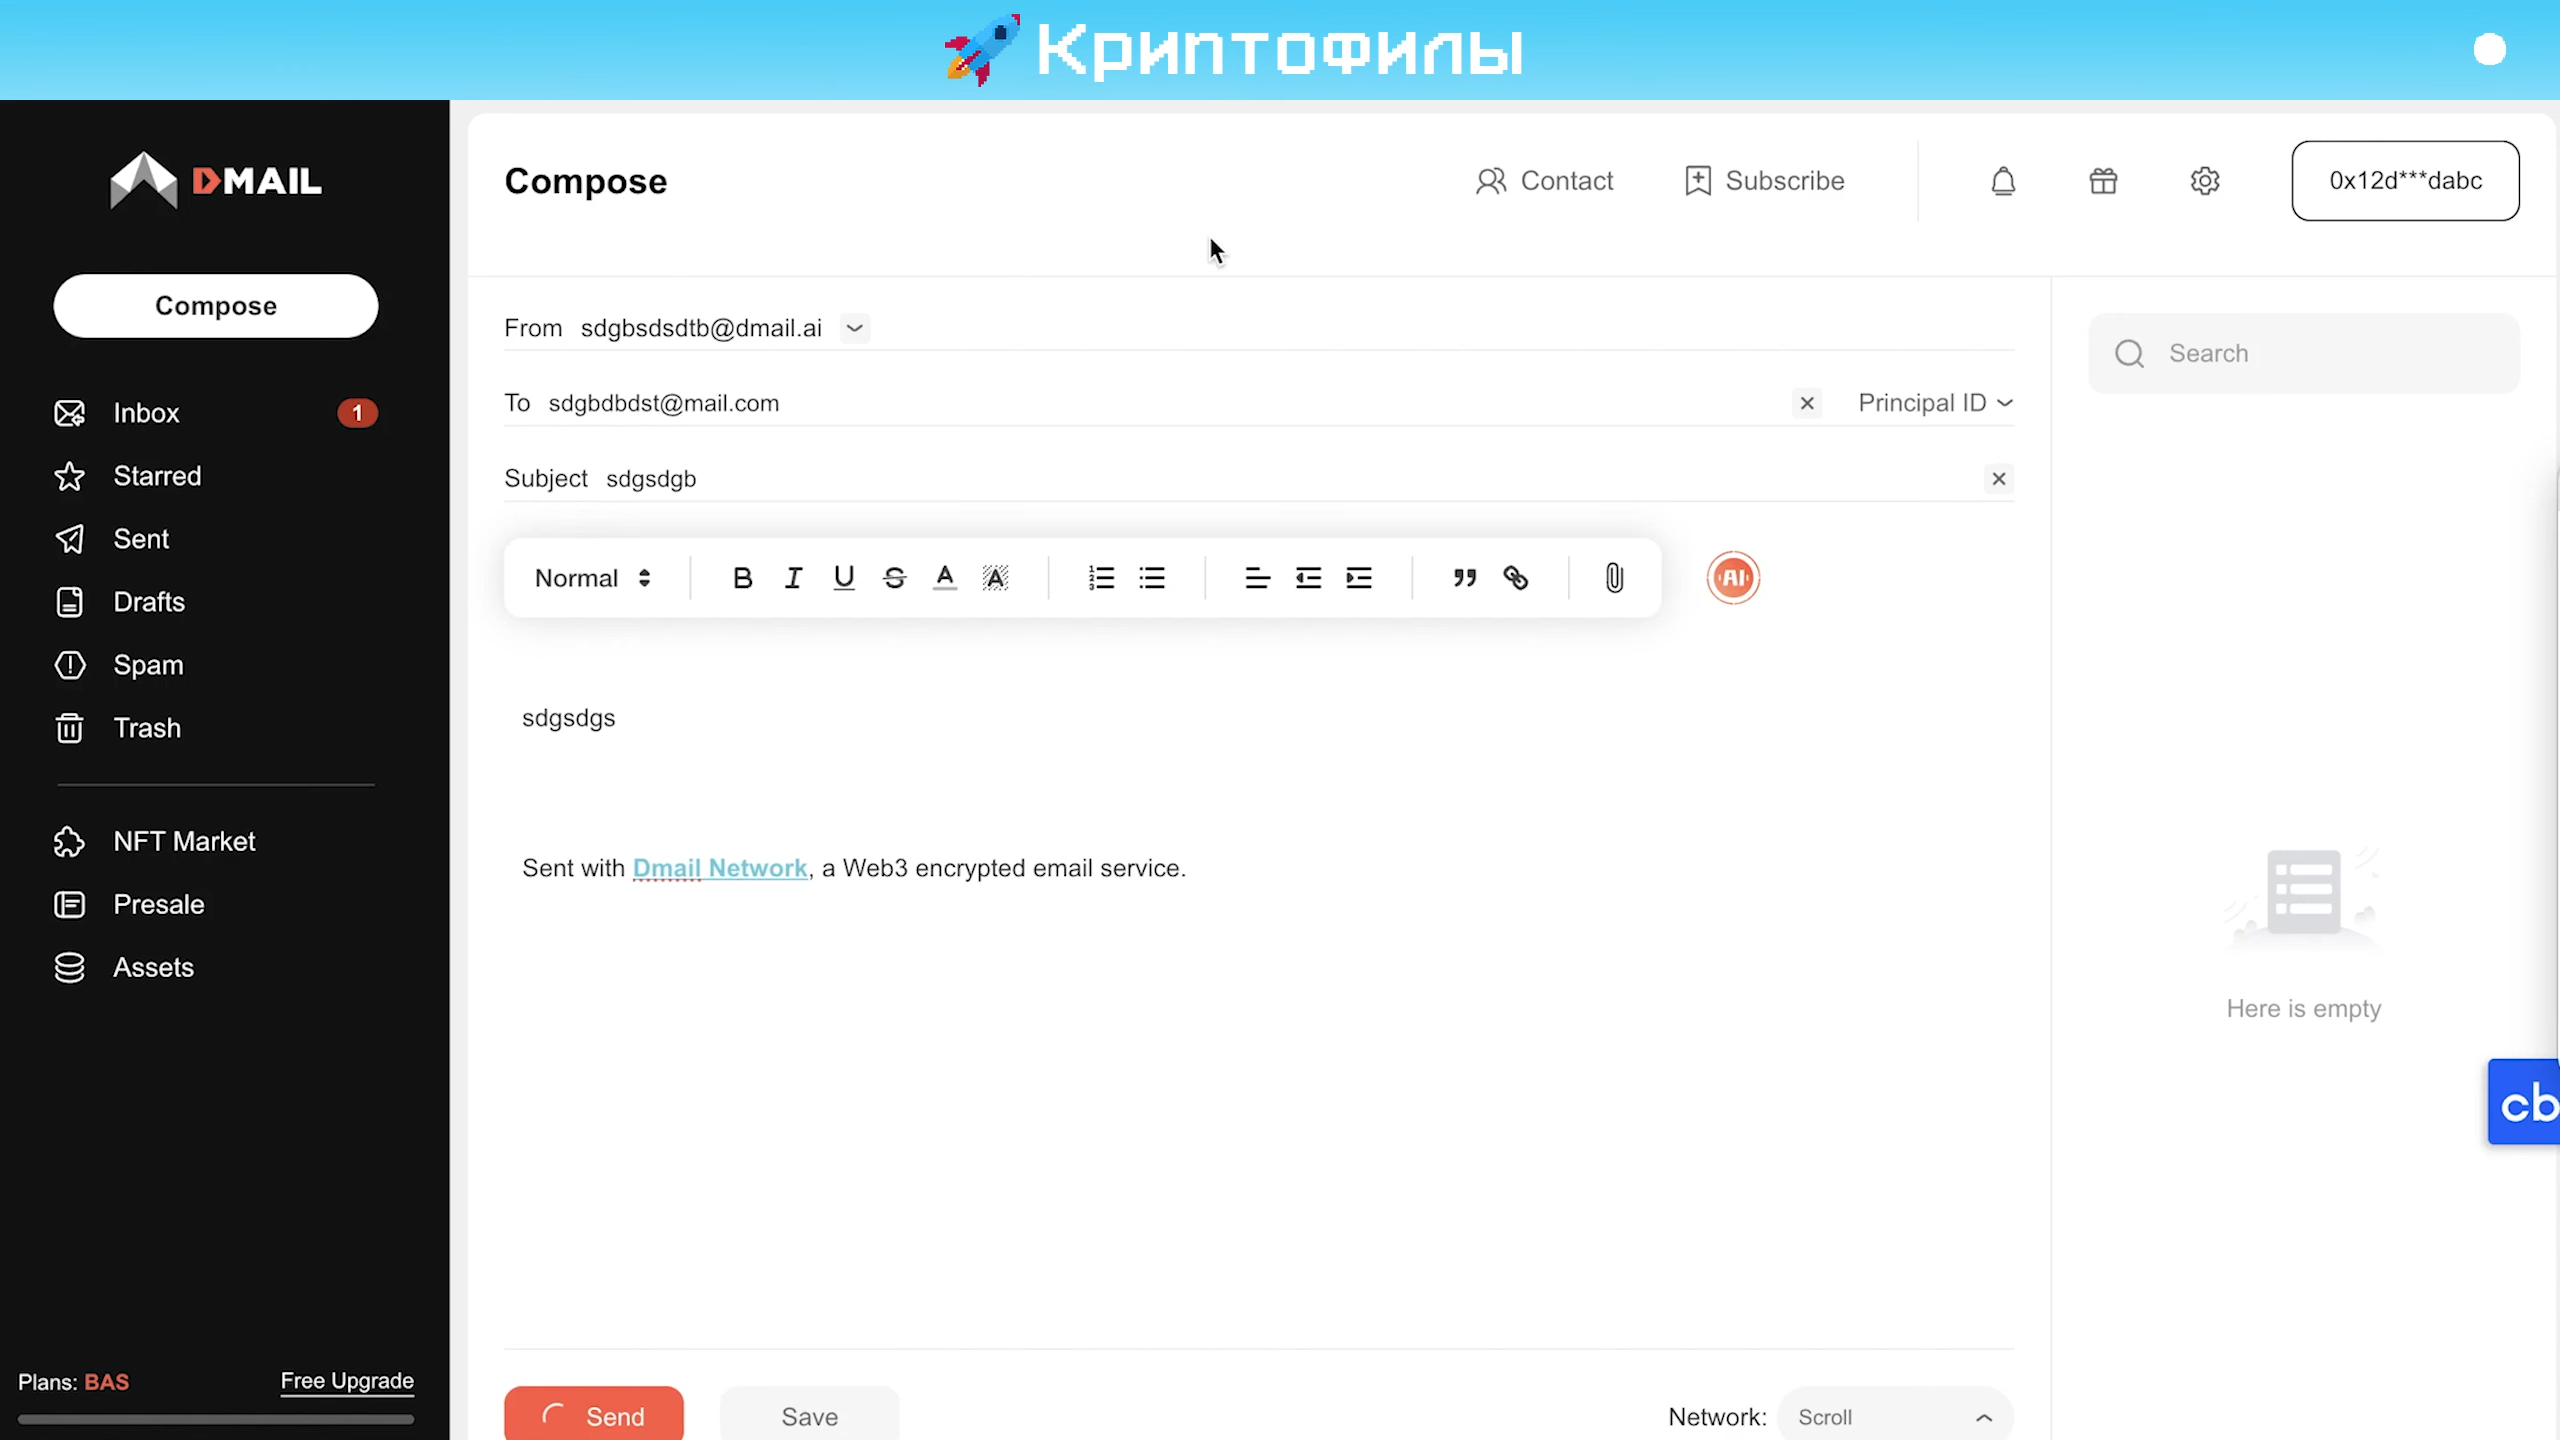 Криптофилы
DMAIL
Compose
Contact
Subscribe
0x12d***dabc
Compose
From sdgbsdsdtb@dmail.ai
Search
To sdgbdbdst@mail.com
Principal ID
Inbox
1
Subject sdgsdgb
Starred
Sent
Normal
B I U S A A
AI
Drafts
Spam
sdgsdgs
Trash
NFT Market
Sent with Dmail Network, a Web3 encrypted email service.
Presale
Assets
Here is empty
cb
Plans: BAS
Free Upgrade
Send
Save
Network: Scroll